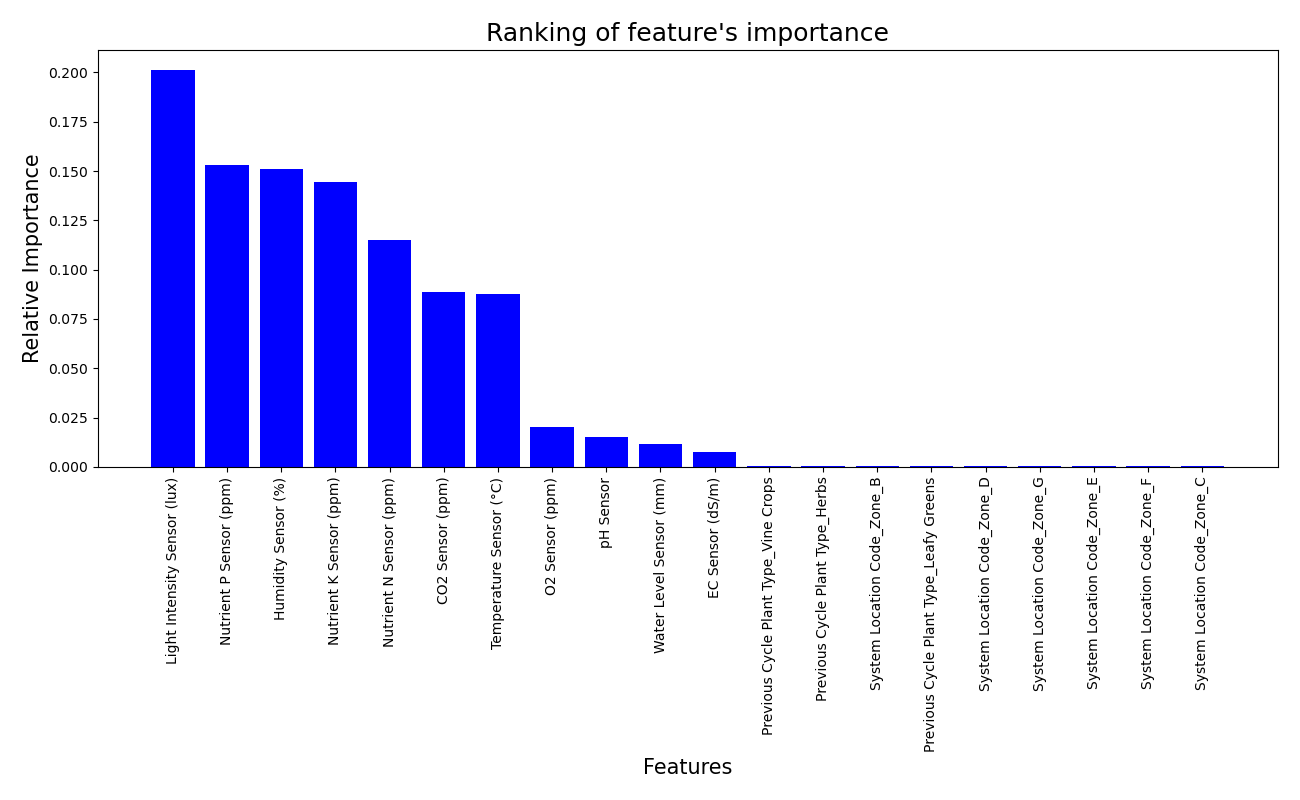 Ranking of feature's importance
Relative Importance
0.200
0.175
0.150
0.125
0.100
0.075
0.050
0.025
0.000
Light Intensity Sensor (lux)
Nutrient P Sensor (ppm)
Humidity Sensor (%)
Nutrient K Sensor (ppm)
Nutrient N Sensor (ppm)
CO2 Sensor (ppm)
Temperature Sensor (°C)
O2 Sensor (ppm)
pH Sensor
Water Level Sensor (mm)
EC Sensor (dS/m)
Previous Cycle Plant Type_Vine Crops
Previous Cycle Plant Type_Herbs
System Location Code_Zone_B
Previous Cycle Plant Type_Leafy Greens
System Location Code_Zone_D
System Location Code_Zone_G
System Location Code_Zone_E
System Location Code_Zone_F
System Location Code_Zone_C
Features